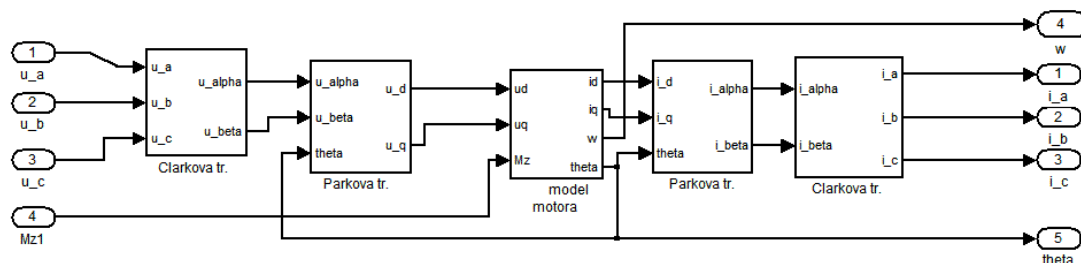 1
u_a
2
u_b
3
u_c
4
Mz1
u_a
u_b
u_c
u_alpha
u_beta
Clarkova tr.
u_alpha
u_beta
theta
u_d
u_q
Parkova tr.
ud
uq
Mz
id
iq
w
theta
model
motora
i_d
i_q
theta
i_alpha
i_beta
Parkova tr.
i_alpha
i_beta
i_a
i_b
i_c
Clarkova tr.
4
w
1
i_a
2
i_b
3
i_c
5
theta